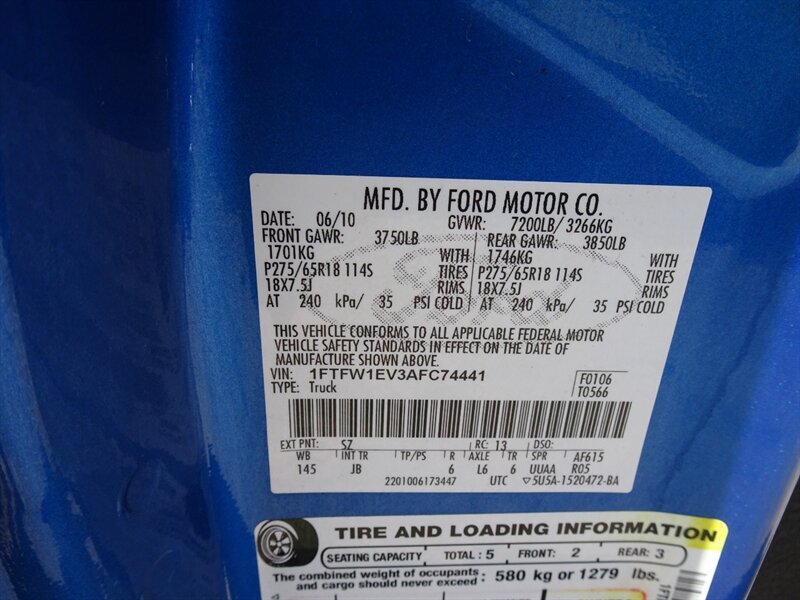 MFD. BY FORD MOTOR CO.
DATE: 06/10 GVWR: 7200LB/ 3266KG
FRONT GAWR: 3750LB REAR GAWR: 3850LB
1701KG WITH 1746KG WITH
P275/65R18 114S TIRES P275/65R18 114S TIRES
18X7.5J RIMS 18X7.5J RIMS
AT 240 kPa/ 35 PSI COLD AT 240 kPa/ 35 PSI COLD
THIS VEHICLE CONFORMS TO ALL APPLICABLE FEDERAL MOTOR
VEHICLE SAFETY STANDARDS IN EFFECT ON THE DATE OF
MANUFACTURE SHOWN ABOVE.
VIN: 1FTFW1EV3AFC74441 F0106
TYPE: Truck T0566
EXT PNT: SZ RC: 13 DSO:
WB INT TR TP/PS R AXLE TR SPR AF615
145 JB 6 L6 6 UUAA R05
2201006173447 UTC ▽5U5A-1520472-BA
TIRE AND LOADING INFORMATION
SEATING CAPACITY TOTAL: 5 FRONT: 2 REAR: 3
The combined weight of occupants
and cargo should never exceed: 580 kg or 1279 lbs.